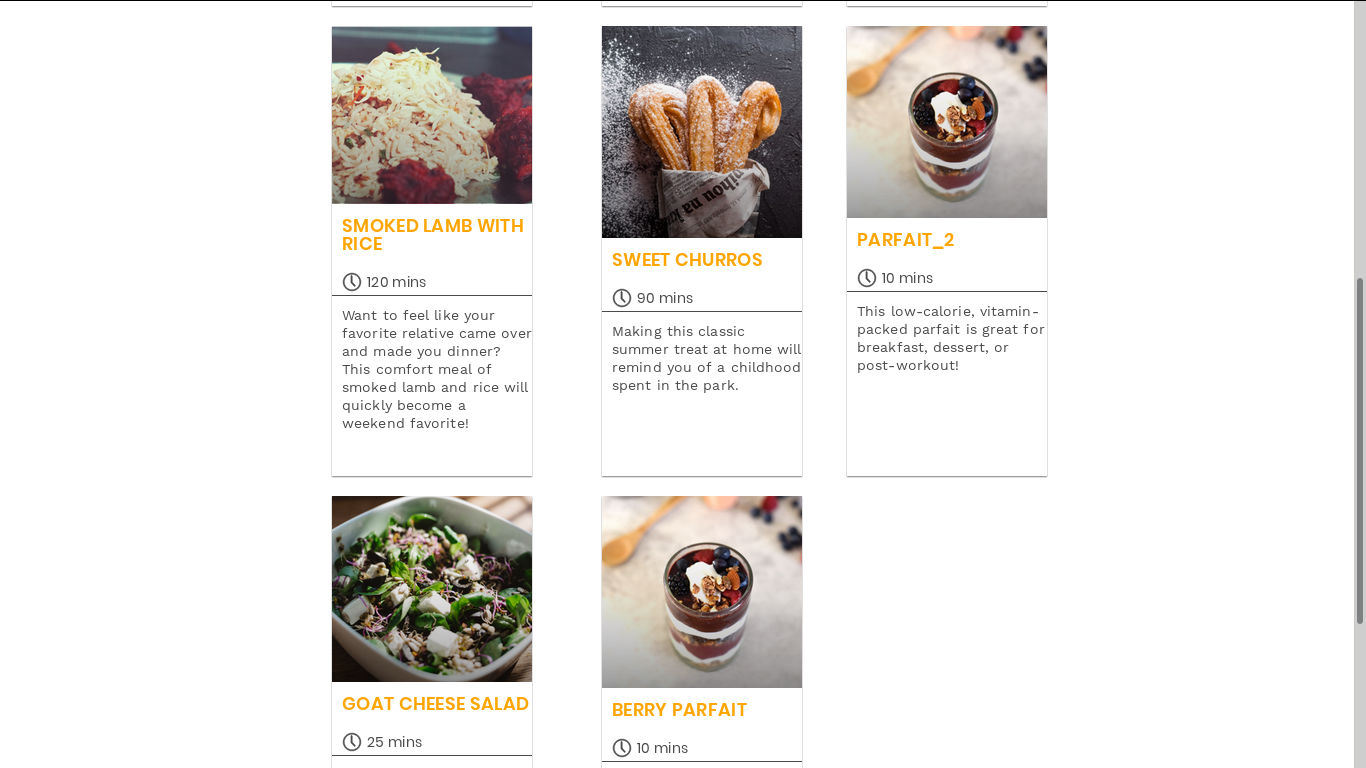 SMOKED LAMB WITH
RICE
120 mins
Want to feel like your
favorite relative came over
and made you dinner?
This comfort meal of
smoked lamb and rice will
quickly become a
weekend favorite!
SWEET CHURROS
90 mins
Making this classic
summer treat at home will
remind you of a childhood
spent in the park.
PARFAIT_2
10 mins
This low-calorie, vitamin-
packed parfait is great for
breakfast, dessert, or
post-workout!
GOAT CHEESE SALAD
25 mins
BERRY PARFAIT
10 mins